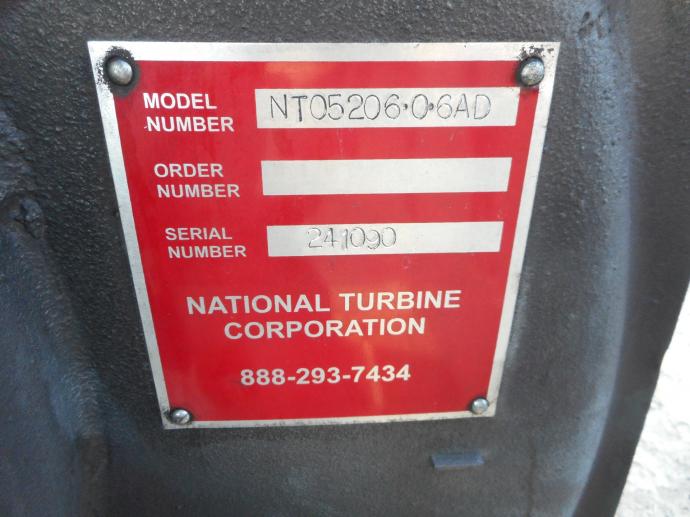 MODEL NUMBER NT05206·0·6AD
ORDER NUMBER
SERIAL NUMBER 241090
NATIONAL TURBINE
CORPORATION
888-293-7434